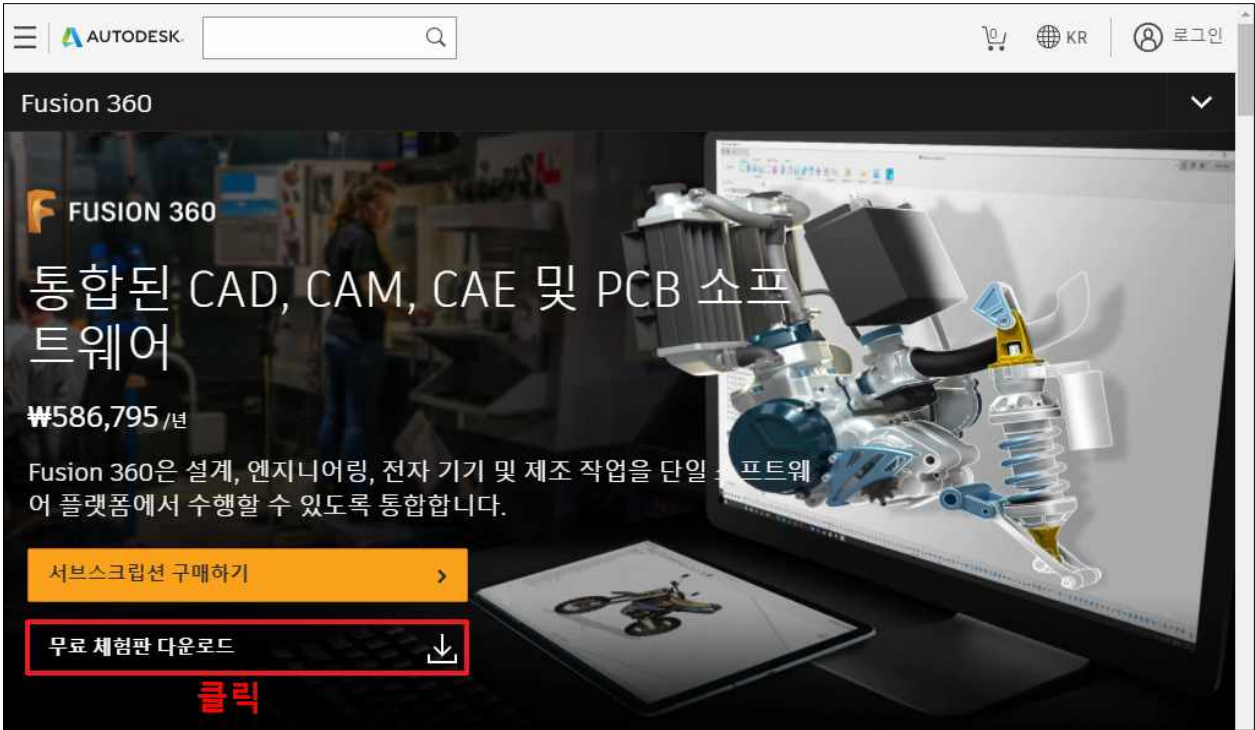 AUTODESK
0
KR
로그인
Fusion 360
FUSION 360
통합된 CAD, CAM, CAE 및 PCB 소프
트웨어
₩586,795 /년
Fusion 360은 설계, 엔지니어링, 전자 기기 및 제조 작업을 단일 소프트웨
어 플랫폼에서 수행할 수 있도록 통합합니다.
서브스크립션 구매하기
무료 체험판 다운로드
클릭